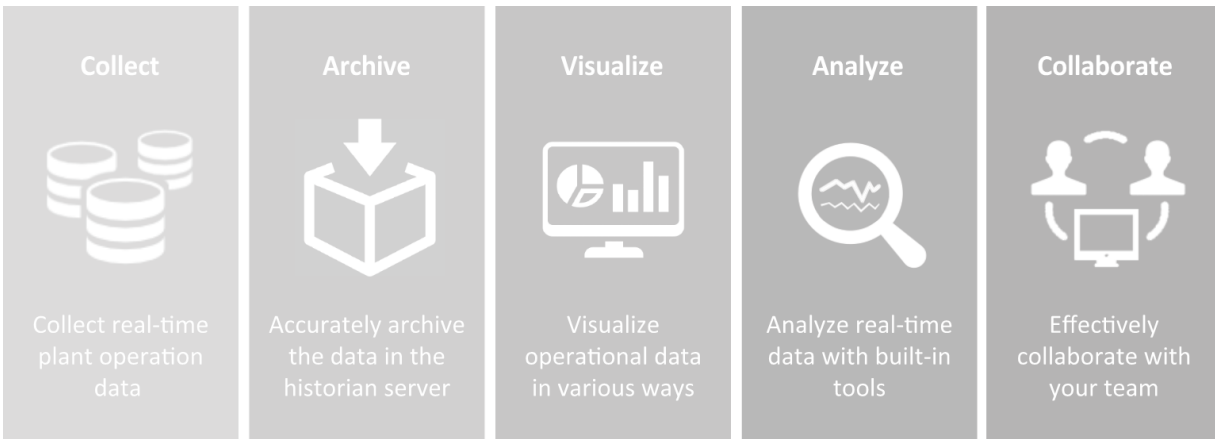 Collect
Collect real-time
plant operation
data
Archive
Accurately archive
the data in the
historian server
Visualize
Visualize
operational data
in various ways
Analyze
Analyze real-time
data with built-in
tools
Collaborate
Effectively
collaborate with
your team